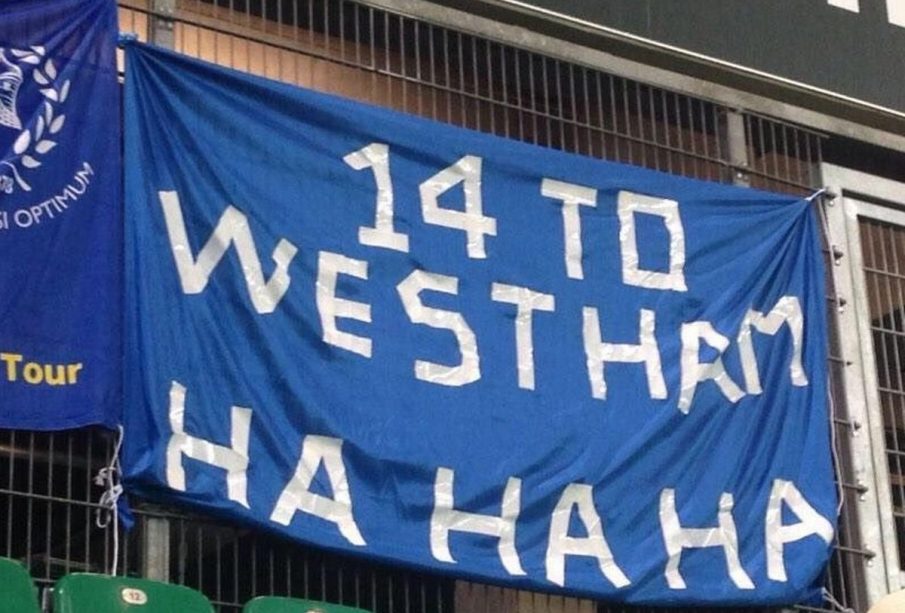 SI OPTIMUM
Tour
14 TO
WESTHAM
HA HA HA
12